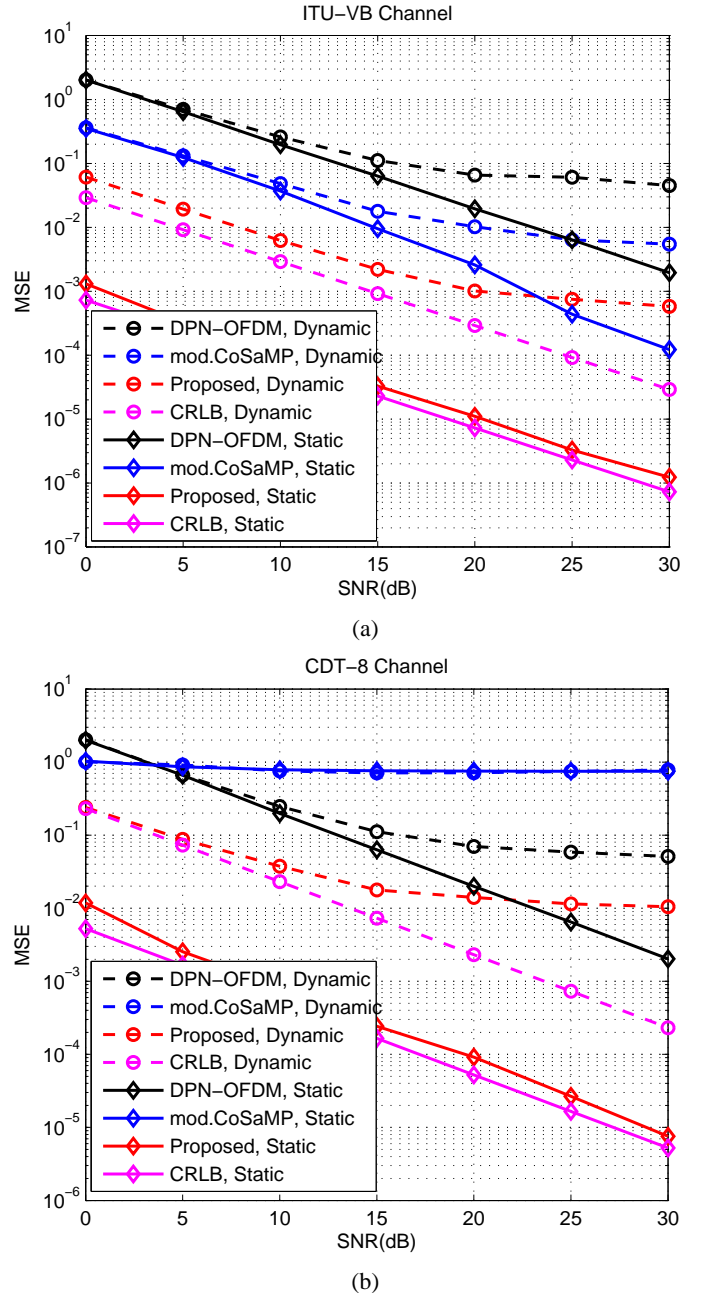 ITU−VB Channel
10^1
10^0
10^−1
10^−2
10^−3
10^−4
10^−5
10^−6
10^−7
MSE
DPN−OFDM, Dynamic
mod.CoSaMP, Dynamic
Proposed, Dynamic
CRLB, Dynamic
DPN−OFDM, Static
mod.CoSaMP, Static
Proposed, Static
CRLB, Static
0 5 10 15 20 25 30
SNR(dB)
(a)
CDT−8 Channel
10^1
10^0
10^−1
10^−2
10^−3
10^−4
10^−5
10^−6
MSE
DPN−OFDM, Dynamic
mod.CoSaMP, Dynamic
Proposed, Dynamic
CRLB, Dynamic
DPN−OFDM, Static
mod.CoSaMP, Static
Proposed, Static
CRLB, Static
0 5 10 15 20 25 30
SNR(dB)
(b)